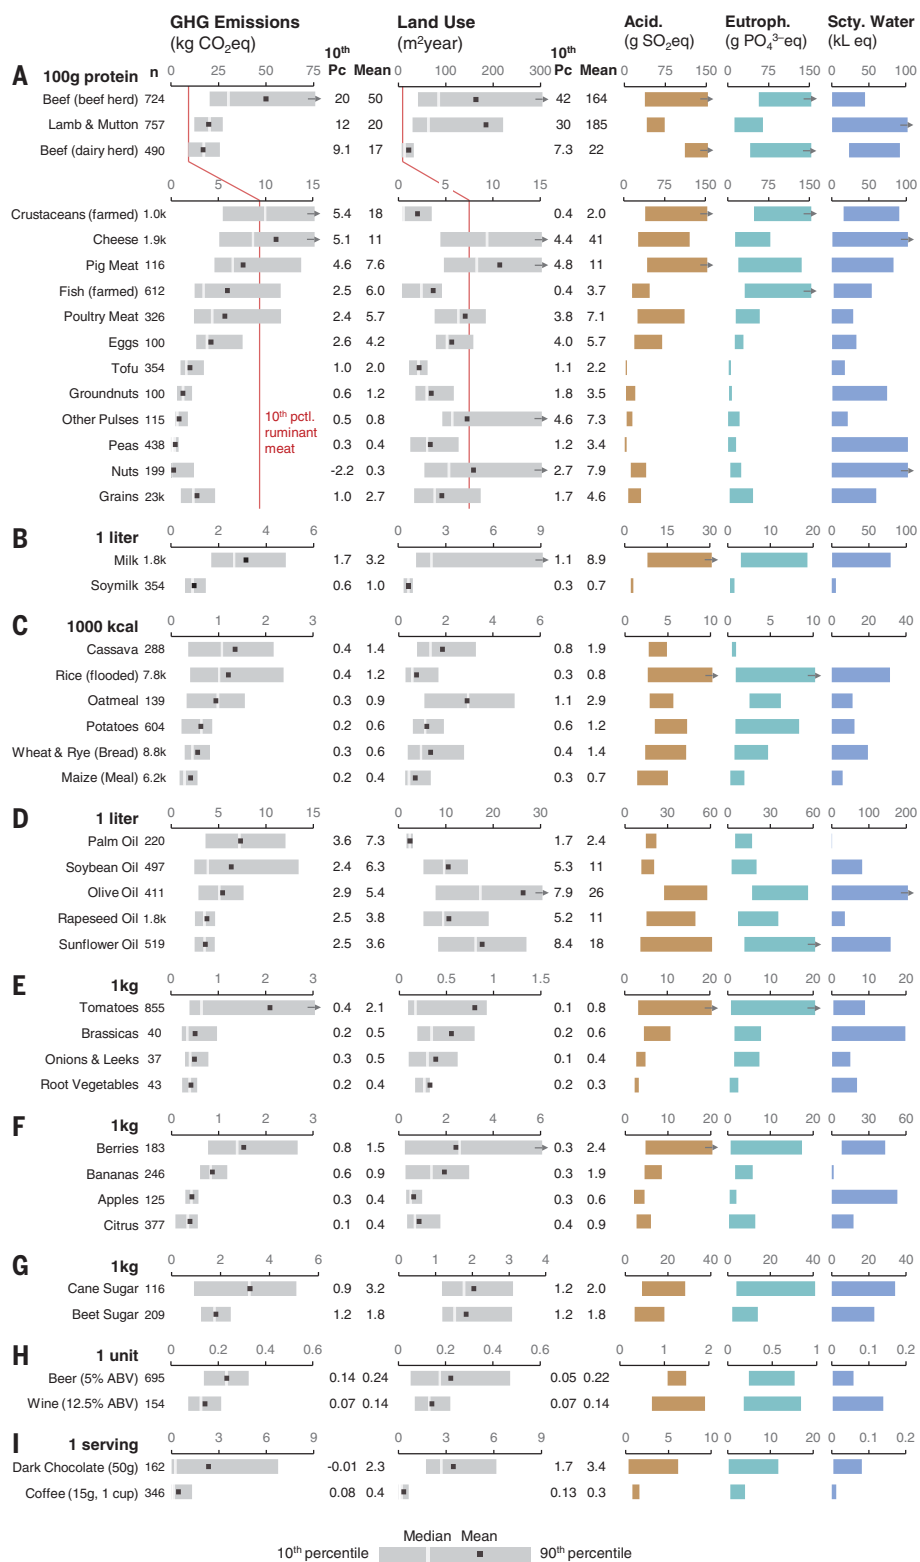 GHG Emissions Land Use Acid. Eutroph. Scty. Water
(kg CO₂eq) (m²year) (g SO₂eq) (g PO₄³⁻eq) (kL eq)
10th 10th
A 100g protein n 0 25 50 75 Pc Mean 0 100 200 300 Pc Mean 0 75 150 0 75 150 0 50 100
Beef (beef herd) 724 20 50 42 164
Lamb & Mutton 757 12 20 30 185
Beef (dairy herd) 490 9.1 17 7.3 22
0 5 10 15 0 5 10 15 0 75 150 0 75 150 0 50 100
Crustaceans (farmed) 1.0k 5.4 18 0.4 2.0
Cheese 1.9k 5.1 11 4.4 41
Pig Meat 116 4.6 7.6 4.8 11
Fish (farmed) 612 2.5 6.0 0.4 3.7
Poultry Meat 326 2.4 5.7 3.8 7.1
Eggs 100 2.6 4.2 4.0 5.7
Tofu 354 1.0 2.0 1.1 2.2
Groundnuts 100 0.6 1.2 1.8 3.5
Other Pulses 115 0.5 0.8 4.6 7.3
10th pctl.
ruminant
meat
Peas 438 0.3 0.4 1.2 3.4
Nuts 199 -2.2 0.3 2.7 7.9
Grains 23k 1.0 2.7 1.7 4.6
B 1 liter 0 2 4 6 0 3 6 9 0 15 30 0 10 20 0 50 100
Milk 1.8k 1.7 3.2 1.1 8.9
Soymilk 354 0.6 1.0 0.3 0.7
C 1000 kcal 0 1 2 3 0 2 4 6 0 5 10 0 5 10 0 20 40
Cassava 288 0.4 1.4 0.8 1.9
Rice (flooded) 7.8k 0.4 1.2 0.3 0.8
Oatmeal 139 0.3 0.9 1.1 2.9
Potatoes 604 0.2 0.6 0.6 1.2
Wheat & Rye (Bread) 8.8k 0.3 0.6 0.4 1.4
Maize (Meal) 6.2k 0.2 0.4 0.3 0.7
D 1 liter 0 5 10 15 0 10 20 30 0 30 60 0 30 60 0 100 200
Palm Oil 220 3.6 7.3 1.7 2.4
Soybean Oil 497 2.4 6.3 5.3 11
Olive Oil 411 2.9 5.4 7.9 26
Rapeseed Oil 1.8k 2.5 3.8 5.2 11
Sunflower Oil 519 2.5 3.6 8.4 18
E 1kg 0 1 2 3 0 0.5 1 1.5 0 10 20 0 10 20 0 100 200
Tomatoes 855 0.4 2.1 0.1 0.8
Brassicas 40 0.2 0.5 0.2 0.6
Onions & Leeks 37 0.3 0.5 0.1 0.4
Root Vegetables 43 0.2 0.4 0.2 0.3
F 1kg 0 1 2 3 0 2 4 6 0 10 20 0 10 20 0 30 60
Berries 183 0.8 1.5 0.3 2.4
Bananas 246 0.6 0.9 0.3 1.9
Apples 125 0.3 0.4 0.3 0.6
Citrus 377 0.1 0.4 0.4 0.9
G 1kg 0 2 4 6 0 1 2 3 4 0 20 40 0 20 40 0 20 40
Cane Sugar 116 0.9 3.2 1.2 2.0
Beet Sugar 209 1.2 1.8 1.2 1.8
H 1 unit 0 0.2 0.4 0.6 0 0.2 0.4 0.6 0 1 2 0 0.5 1 0 0.1 0.2
Beer (5% ABV) 695 0.14 0.24 0.05 0.22
Wine (12.5% ABV) 154 0.07 0.14 0.07 0.14
I 1 serving 0 3 6 9 0 3 6 9 0 5 10 0 10 20 0 0.1 0.2
Dark Chocolate (50g) 162 -0.01 2.3 1.7 3.4
Coffee (15g, 1 cup) 346 0.08 0.4 0.13 0.3
Median Mean
10th percentile 90th percentile